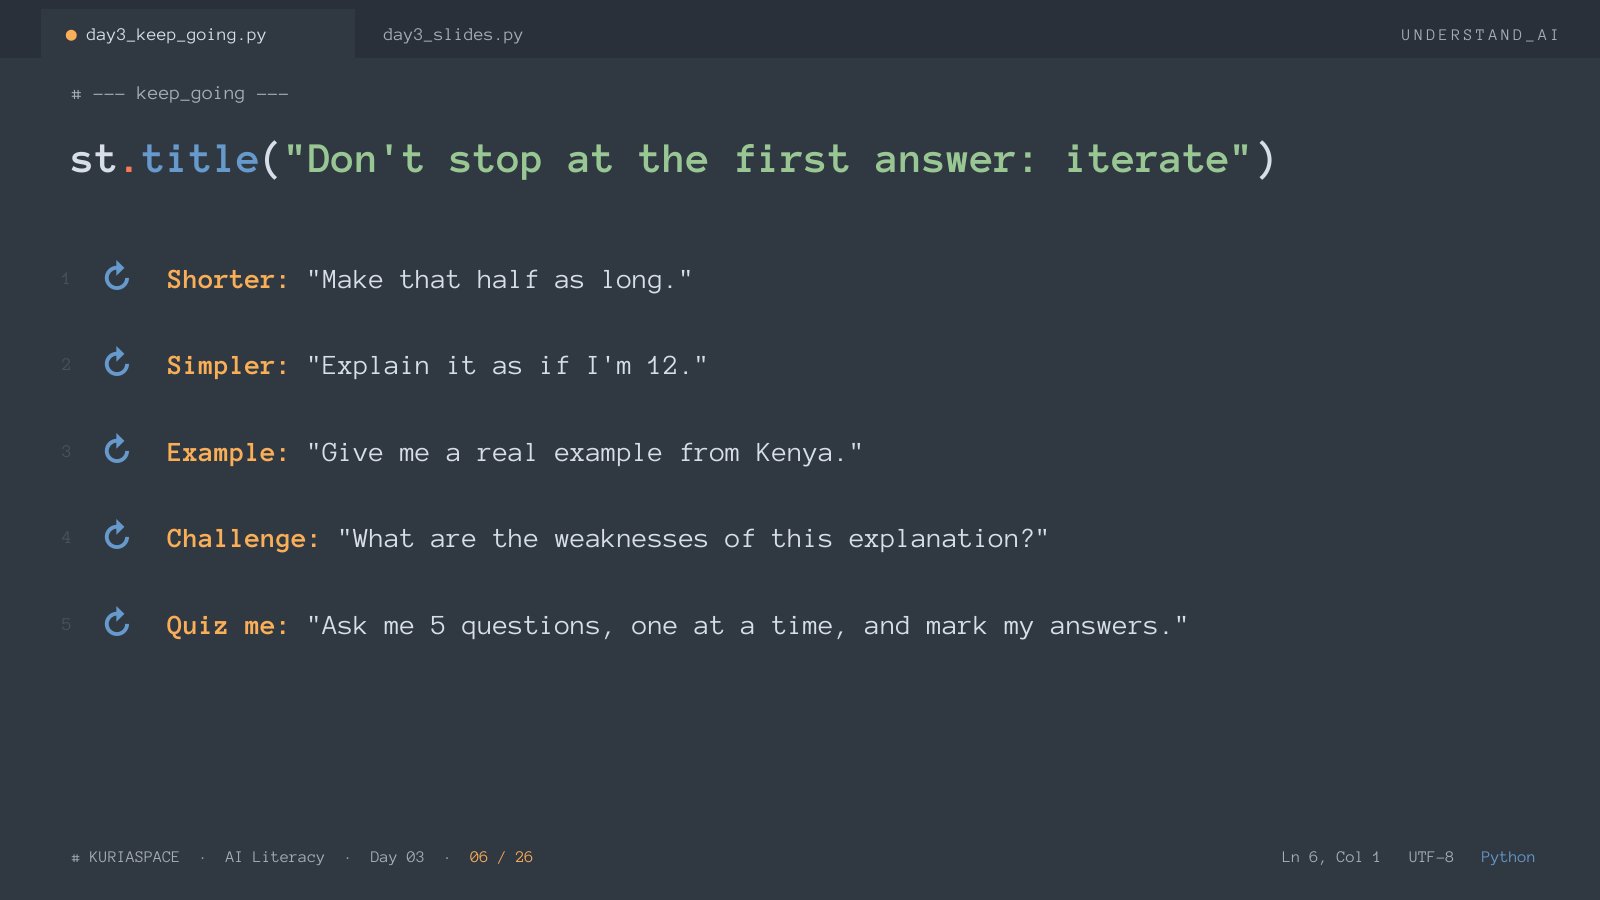 day3_keep_going.py
day3_slides.py
UNDERSTAND_AI
# --- keep_going ---
st.title("Don't stop at the first answer: iterate")
1 Shorter: "Make that half as long."
2 Simpler: "Explain it as if I'm 12."
3 Example: "Give me a real example from Kenya."
4 Challenge: "What are the weaknesses of this explanation?"
5 Quiz me: "Ask me 5 questions, one at a time, and mark my answers."
# KURIASPACE · AI Literacy · Day 03 · 06 / 26
Ln 6, Col 1 UTF-8 Python